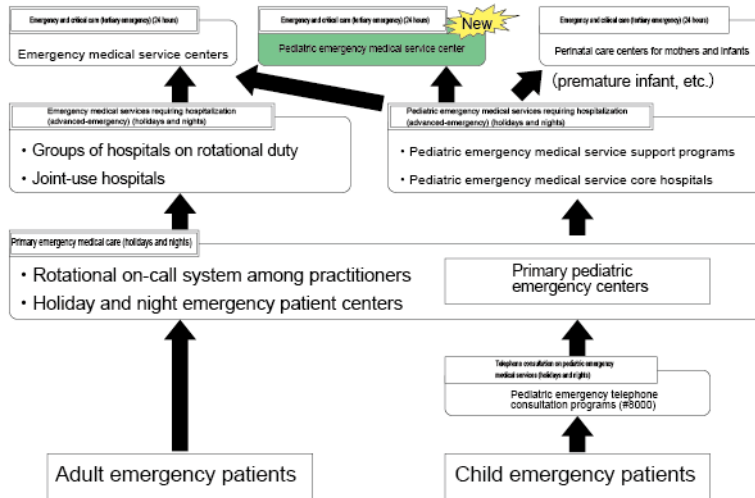 Emergency and critical care (tertiary emergency) (24 hours)
Emergency medical service centers
Emergency and critical care (tertiary emergency) (24 hours)
New
Pediatric emergency medical service center
Emergency and critical care (tertiary emergency) (24 hours)
Perinatal care centers for mothers and infants
(premature infant, etc.)
Emergency medical services requiring hospitalization
(advanced-emergency) (holidays and nights)
・Groups of hospitals on rotational duty
・Joint-use hospitals
Pediatric emergency medical services requiring hospitalization
(advanced-emergency) (holidays and nights)
・Pediatric emergency medical service support programs
・Pediatric emergency medical service core hospitals
Primary emergency medical care (holidays and nights)
・Rotational on-call system among practitioners
・Holiday and night emergency patient centers
Primary pediatric
emergency centers
Telephone consultation on pediatric emergency
medical services (holidays and nights)
Pediatric emergency telephone
consultation programs (#8000)
Adult emergency patients
Child emergency patients